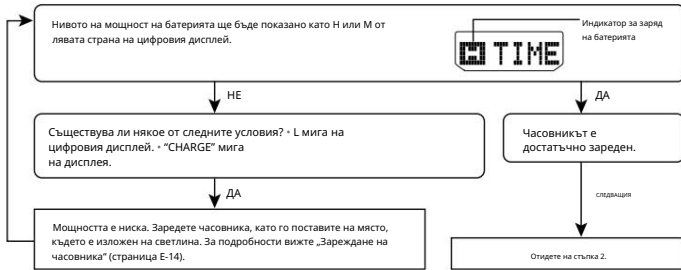 Нивото на мощност на батерията ще бъде показано като H или M от
лявата страна на цифровия дисплей.
Индикатор за заряд
на батерията
TIME
НЕ
ДА
Съществува ли някое от следните условия? • L мига на
цифровия дисплей. • “CHARGE” мига
на дисплея.
Часовникът е
достатъчно зареден.
ДА
СЛЕДВАЩИЯ
Мощността е ниска. Заредете часовника, като го поставите на място,
където е изложен на светлина. За подробности вижте „Зареждане на
часовника“ (страница E-14).
Отидете на стъпка 2.